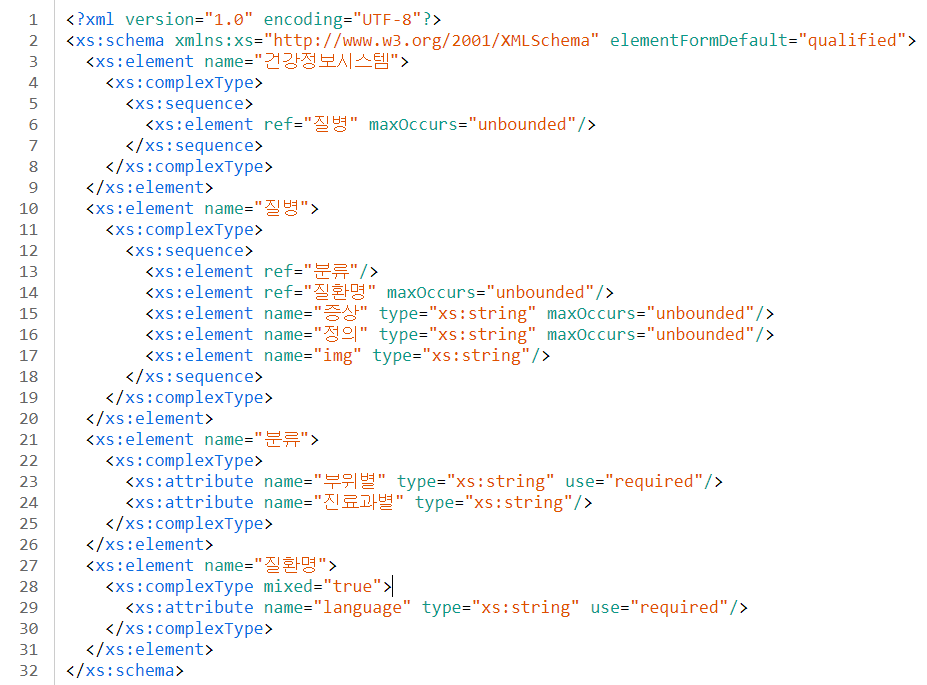 1 <?xml version="1.0" encoding="UTF-8"?>
2 <xs:schema xmlns:xs="http://www.w3.org/2001/XMLSchema" elementFormDefault="qualified">
3 <xs:element name="건강정보시스템">
4 <xs:complexType>
5 <xs:sequence>
6 <xs:element ref="질병" maxOccurs="unbounded"/>
7 </xs:sequence>
8 </xs:complexType>
9 </xs:element>
10 <xs:element name="질병">
11 <xs:complexType>
12 <xs:sequence>
13 <xs:element ref="분류"/>
14 <xs:element ref="질환명" maxOccurs="unbounded"/>
15 <xs:element name="증상" type="xs:string" maxOccurs="unbounded"/>
16 <xs:element name="정의" type="xs:string" maxOccurs="unbounded"/>
17 <xs:element name="img" type="xs:string"/>
18 </xs:sequence>
19 </xs:complexType>
20 </xs:element>
21 <xs:element name="분류">
22 <xs:complexType>
23 <xs:attribute name="부위별" type="xs:string" use="required"/>
24 <xs:attribute name="진료과별" type="xs:string"/>
25 </xs:complexType>
26 </xs:element>
27 <xs:element name="질환명">
28 <xs:complexType mixed="true">
29 <xs:attribute name="language" type="xs:string" use="required"/>
30 </xs:complexType>
31 </xs:element>
32 </xs:schema>